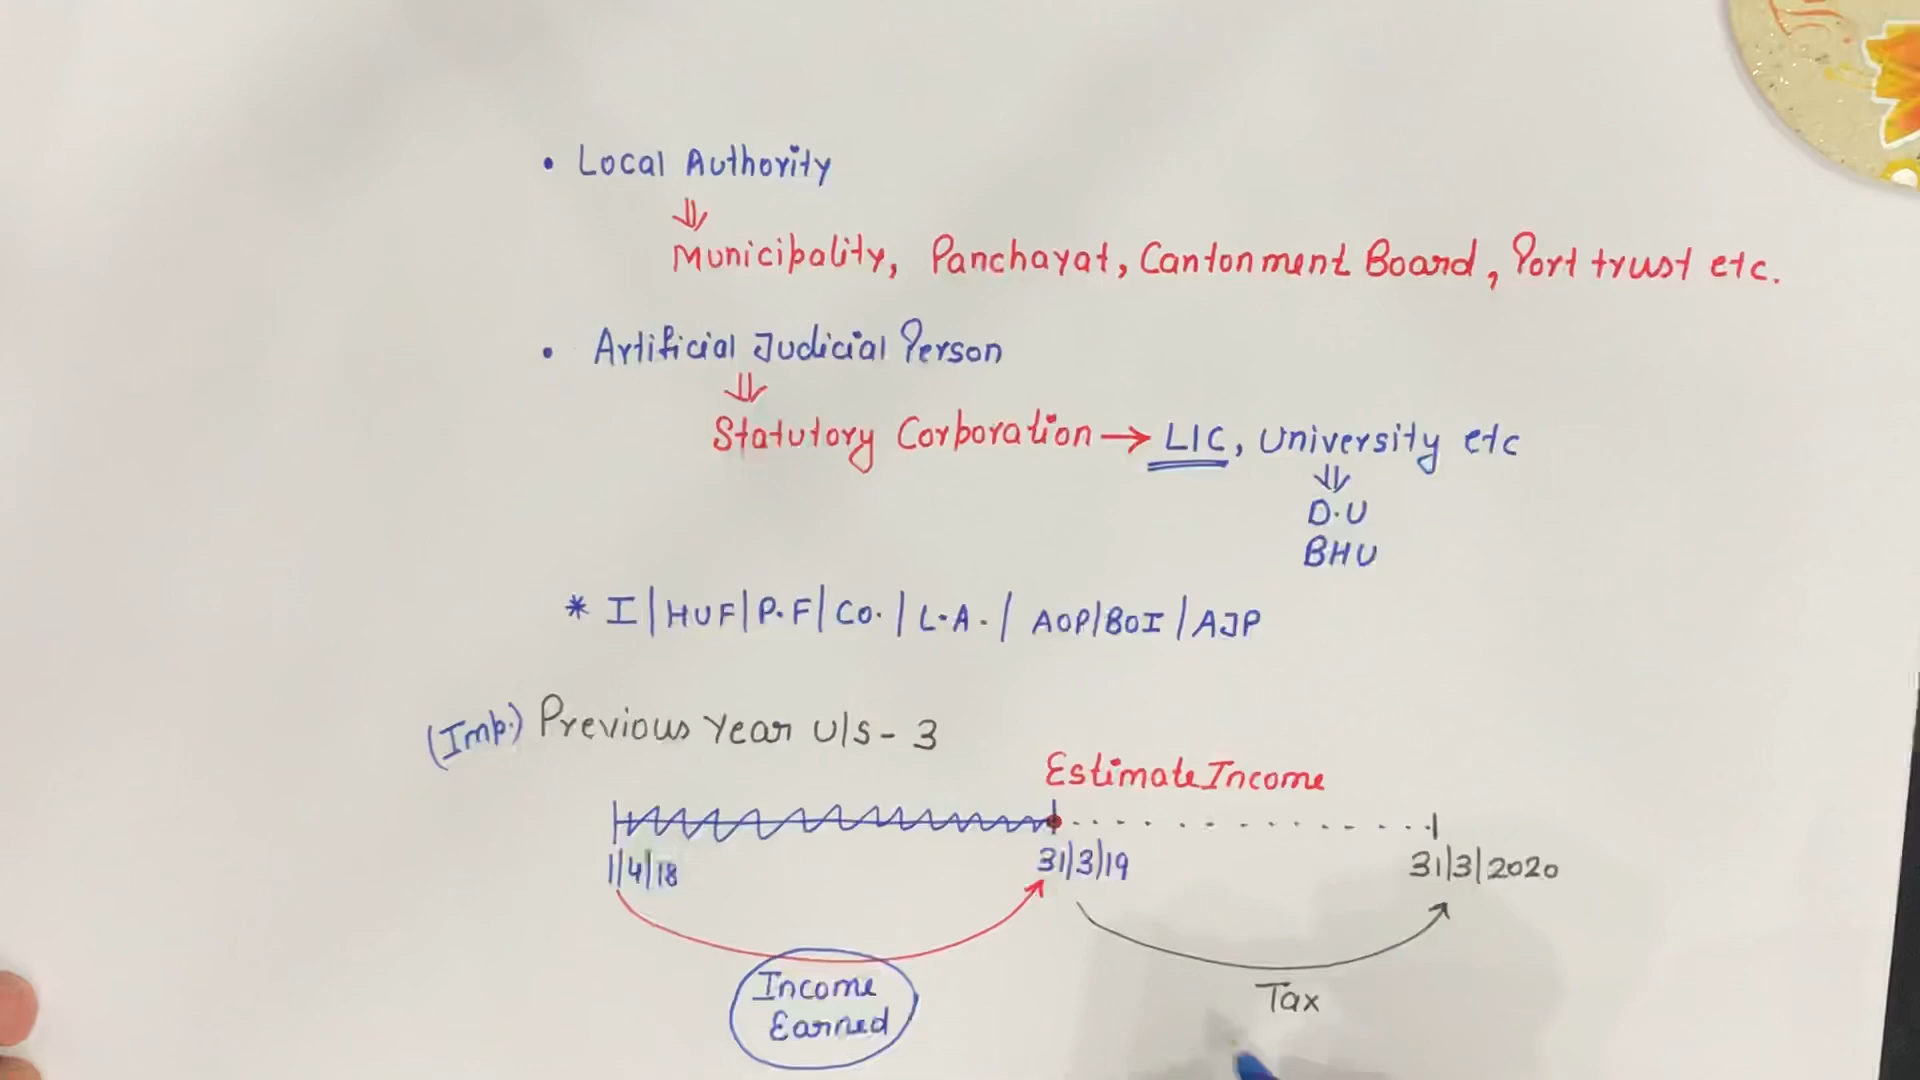 • Local Authority
⇓
Municipality, Panchayat, Cantonment Board, Port trust etc.
• Artificial Judicial Person
⇓
Statutory Corporation → LIC, University etc
⇓
D.U
BHU
* I | HUF | P.F | Co. | L.A. | AOP/BOI | AJP
(Imp.) Previous Year U/S - 3
Estimate Income
1/4/18 31/3/19 31/3/2020
Income
Earned
Tax